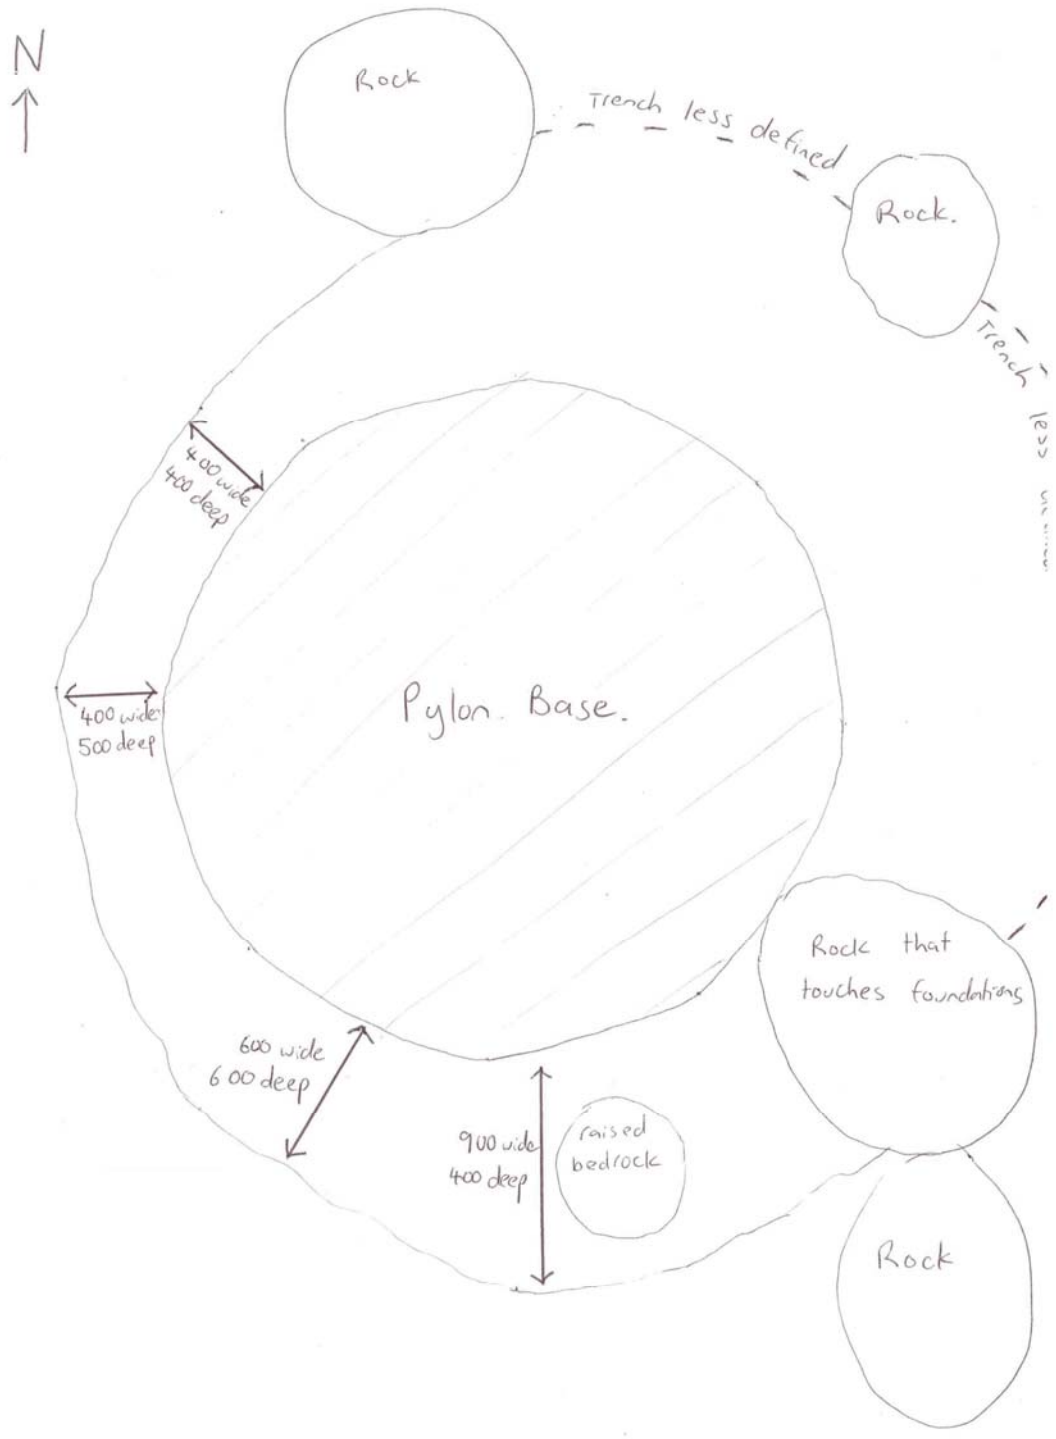 N
Rock
Trench less defined
Rock.
Trench less
400 wide
400 deep
Pylon Base.
400 wide
500 deep
Rock that
touches foundations
600 wide
600 deep
900 wide
400 deep
raised
bedrock
Rock